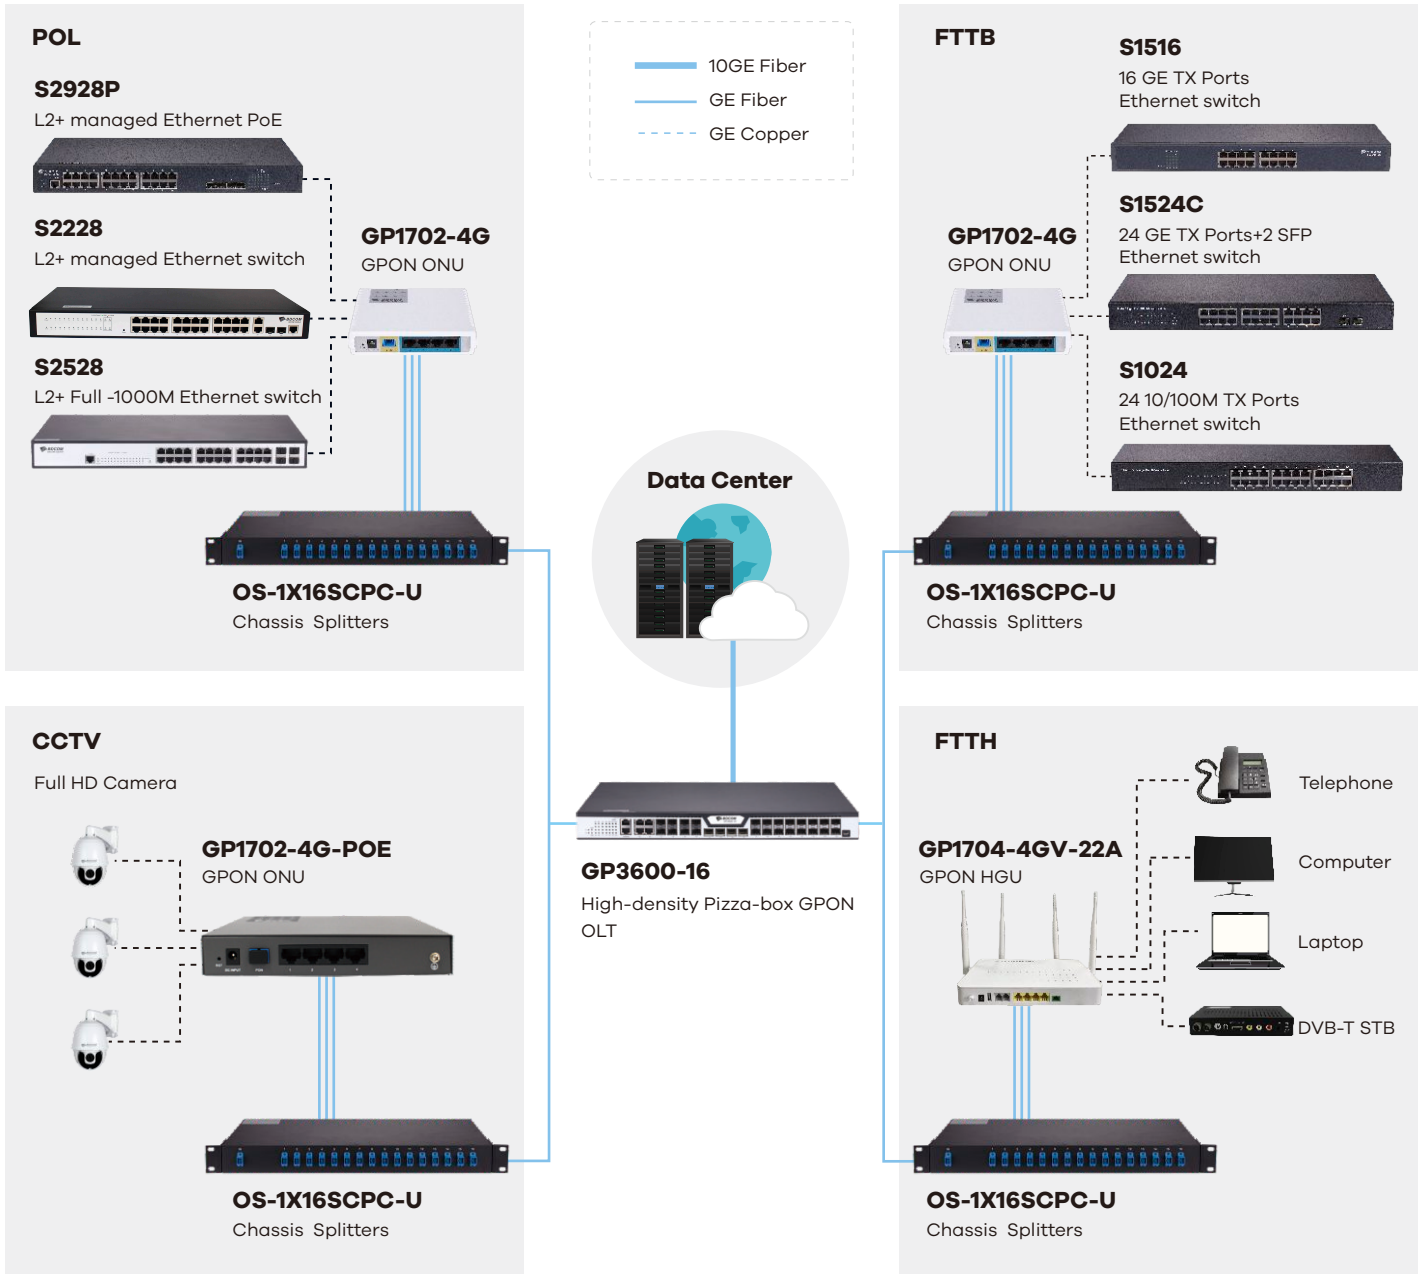 POL
S2928P
L2+ managed Ethernet PoE
S2228
L2+ managed Ethernet switch
S2528
L2+ Full -1000M Ethernet switch
GP1702-4G
GPON ONU
OS-1X16SCPC-U
Chassis Splitters
10GE Fiber
GE Fiber
GE Copper
FTTB
S1516
16 GE TX Ports
Ethernet switch
S1524C
24 GE TX Ports+2 SFP
Ethernet switch
S1024
24 10/100M TX Ports
Ethernet switch
GP1702-4G
GPON ONU
OS-1X16SCPC-U
Chassis Splitters
Data Center
GP3600-16
High-density Pizza-box GPON
OLT
CCTV
Full HD Camera
GP1702-4G-POE
GPON ONU
OS-1X16SCPC-U
Chassis Splitters
FTTH
GP1704-4GV-22A
GPON HGU
Telephone
Computer
Laptop
DVB-T STB
OS-1X16SCPC-U
Chassis Splitters